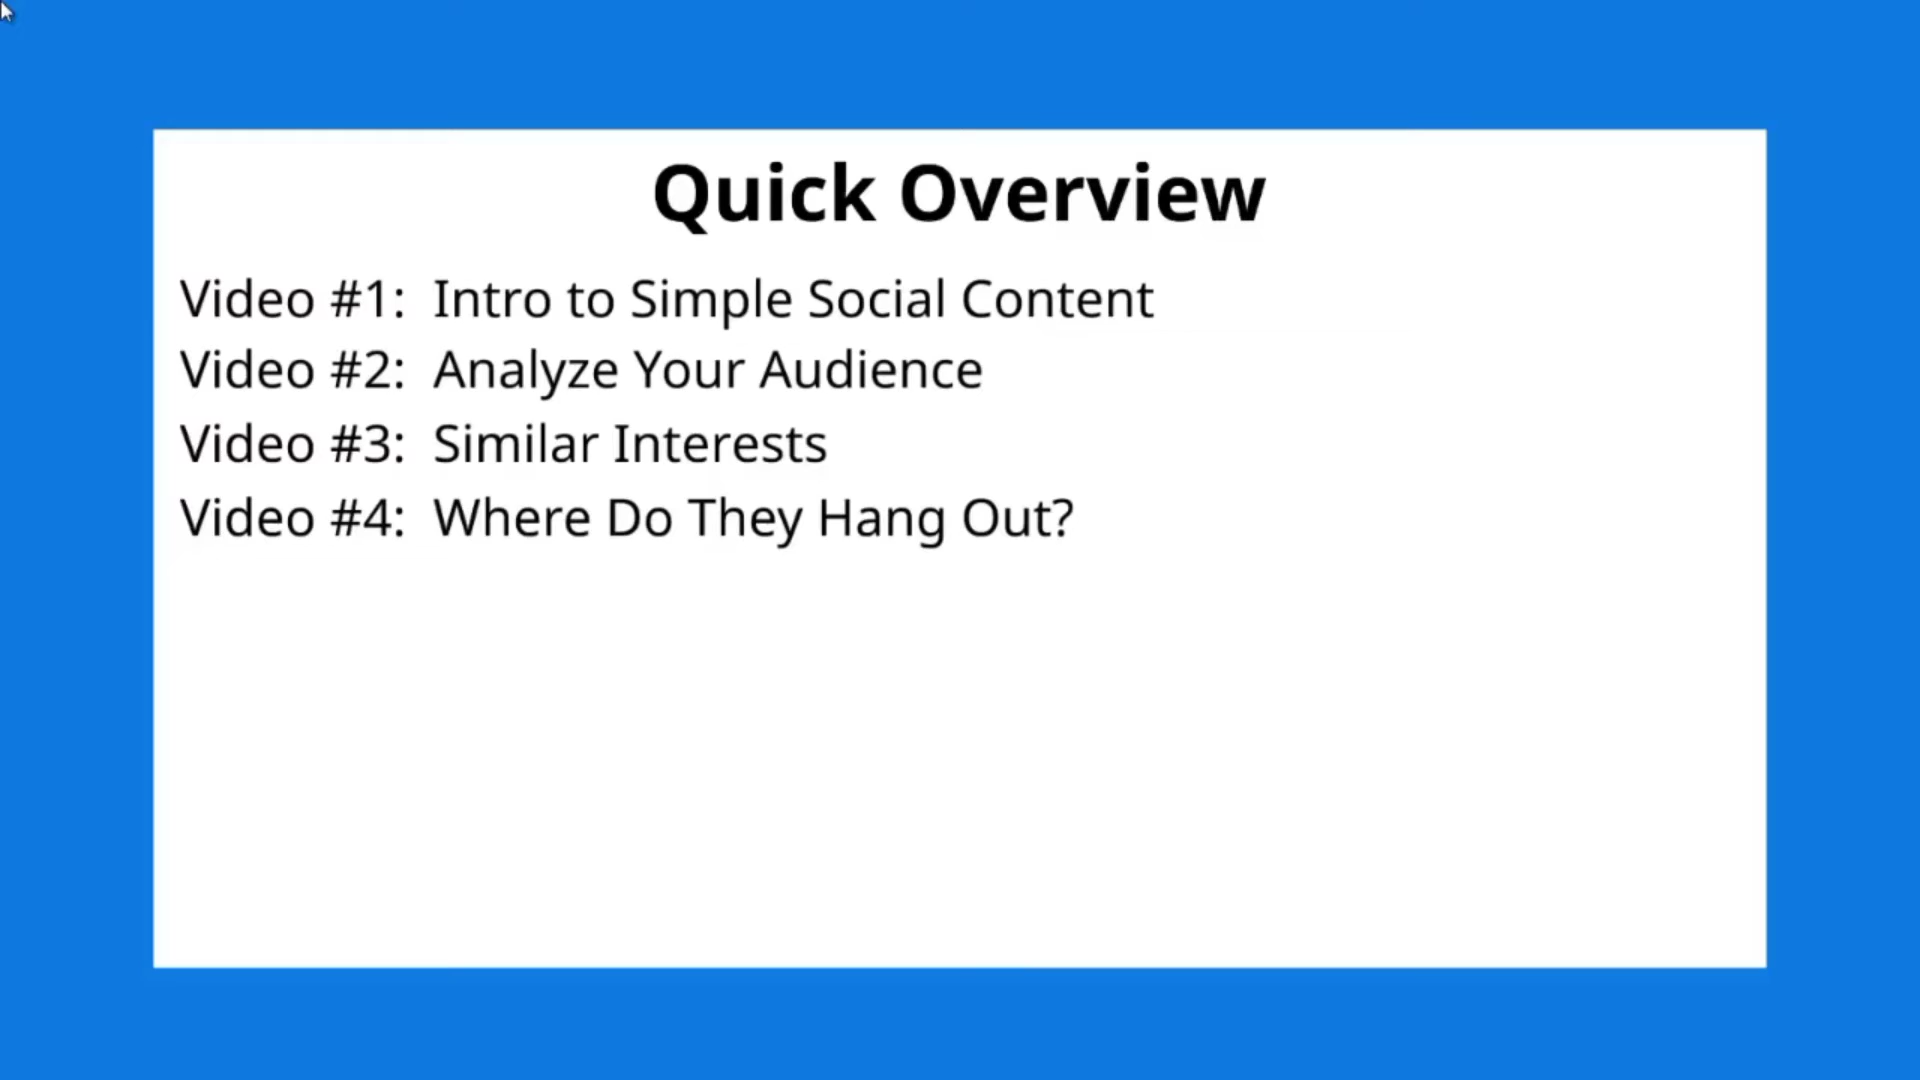 Quick Overview
Video #1: Intro to Simple Social Content
Video #2: Analyze Your Audience
Video #3: Similar Interests
Video #4: Where Do They Hang Out?